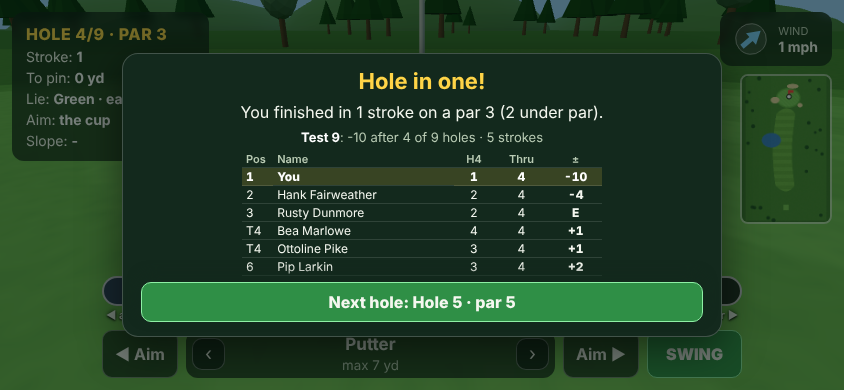 HOLE 4/9 · PAR 3
Stroke: 1
To pin: 0 yd
Lie: Green · ea
Aim: the cup
Slope: -
WIND
1 mph
Hole in one!
You finished in 1 stroke on a par 3 (2 under par).
Test 9: -10 after 4 of 9 holes · 5 strokes
Pos Name H4 Thru ±
1 You 1 4 -10
2 Hank Fairweather 2 4 -4
3 Rusty Dunmore 2 4 E
T4 Bea Marlowe 4 4 +1
T4 Ottoline Pike 3 4 +1
6 Pip Larkin 3 4 +2
Next hole: Hole 5 · par 5
◀ Aim
‹
Putter
max 7 yd
›
Aim ▶
SWING